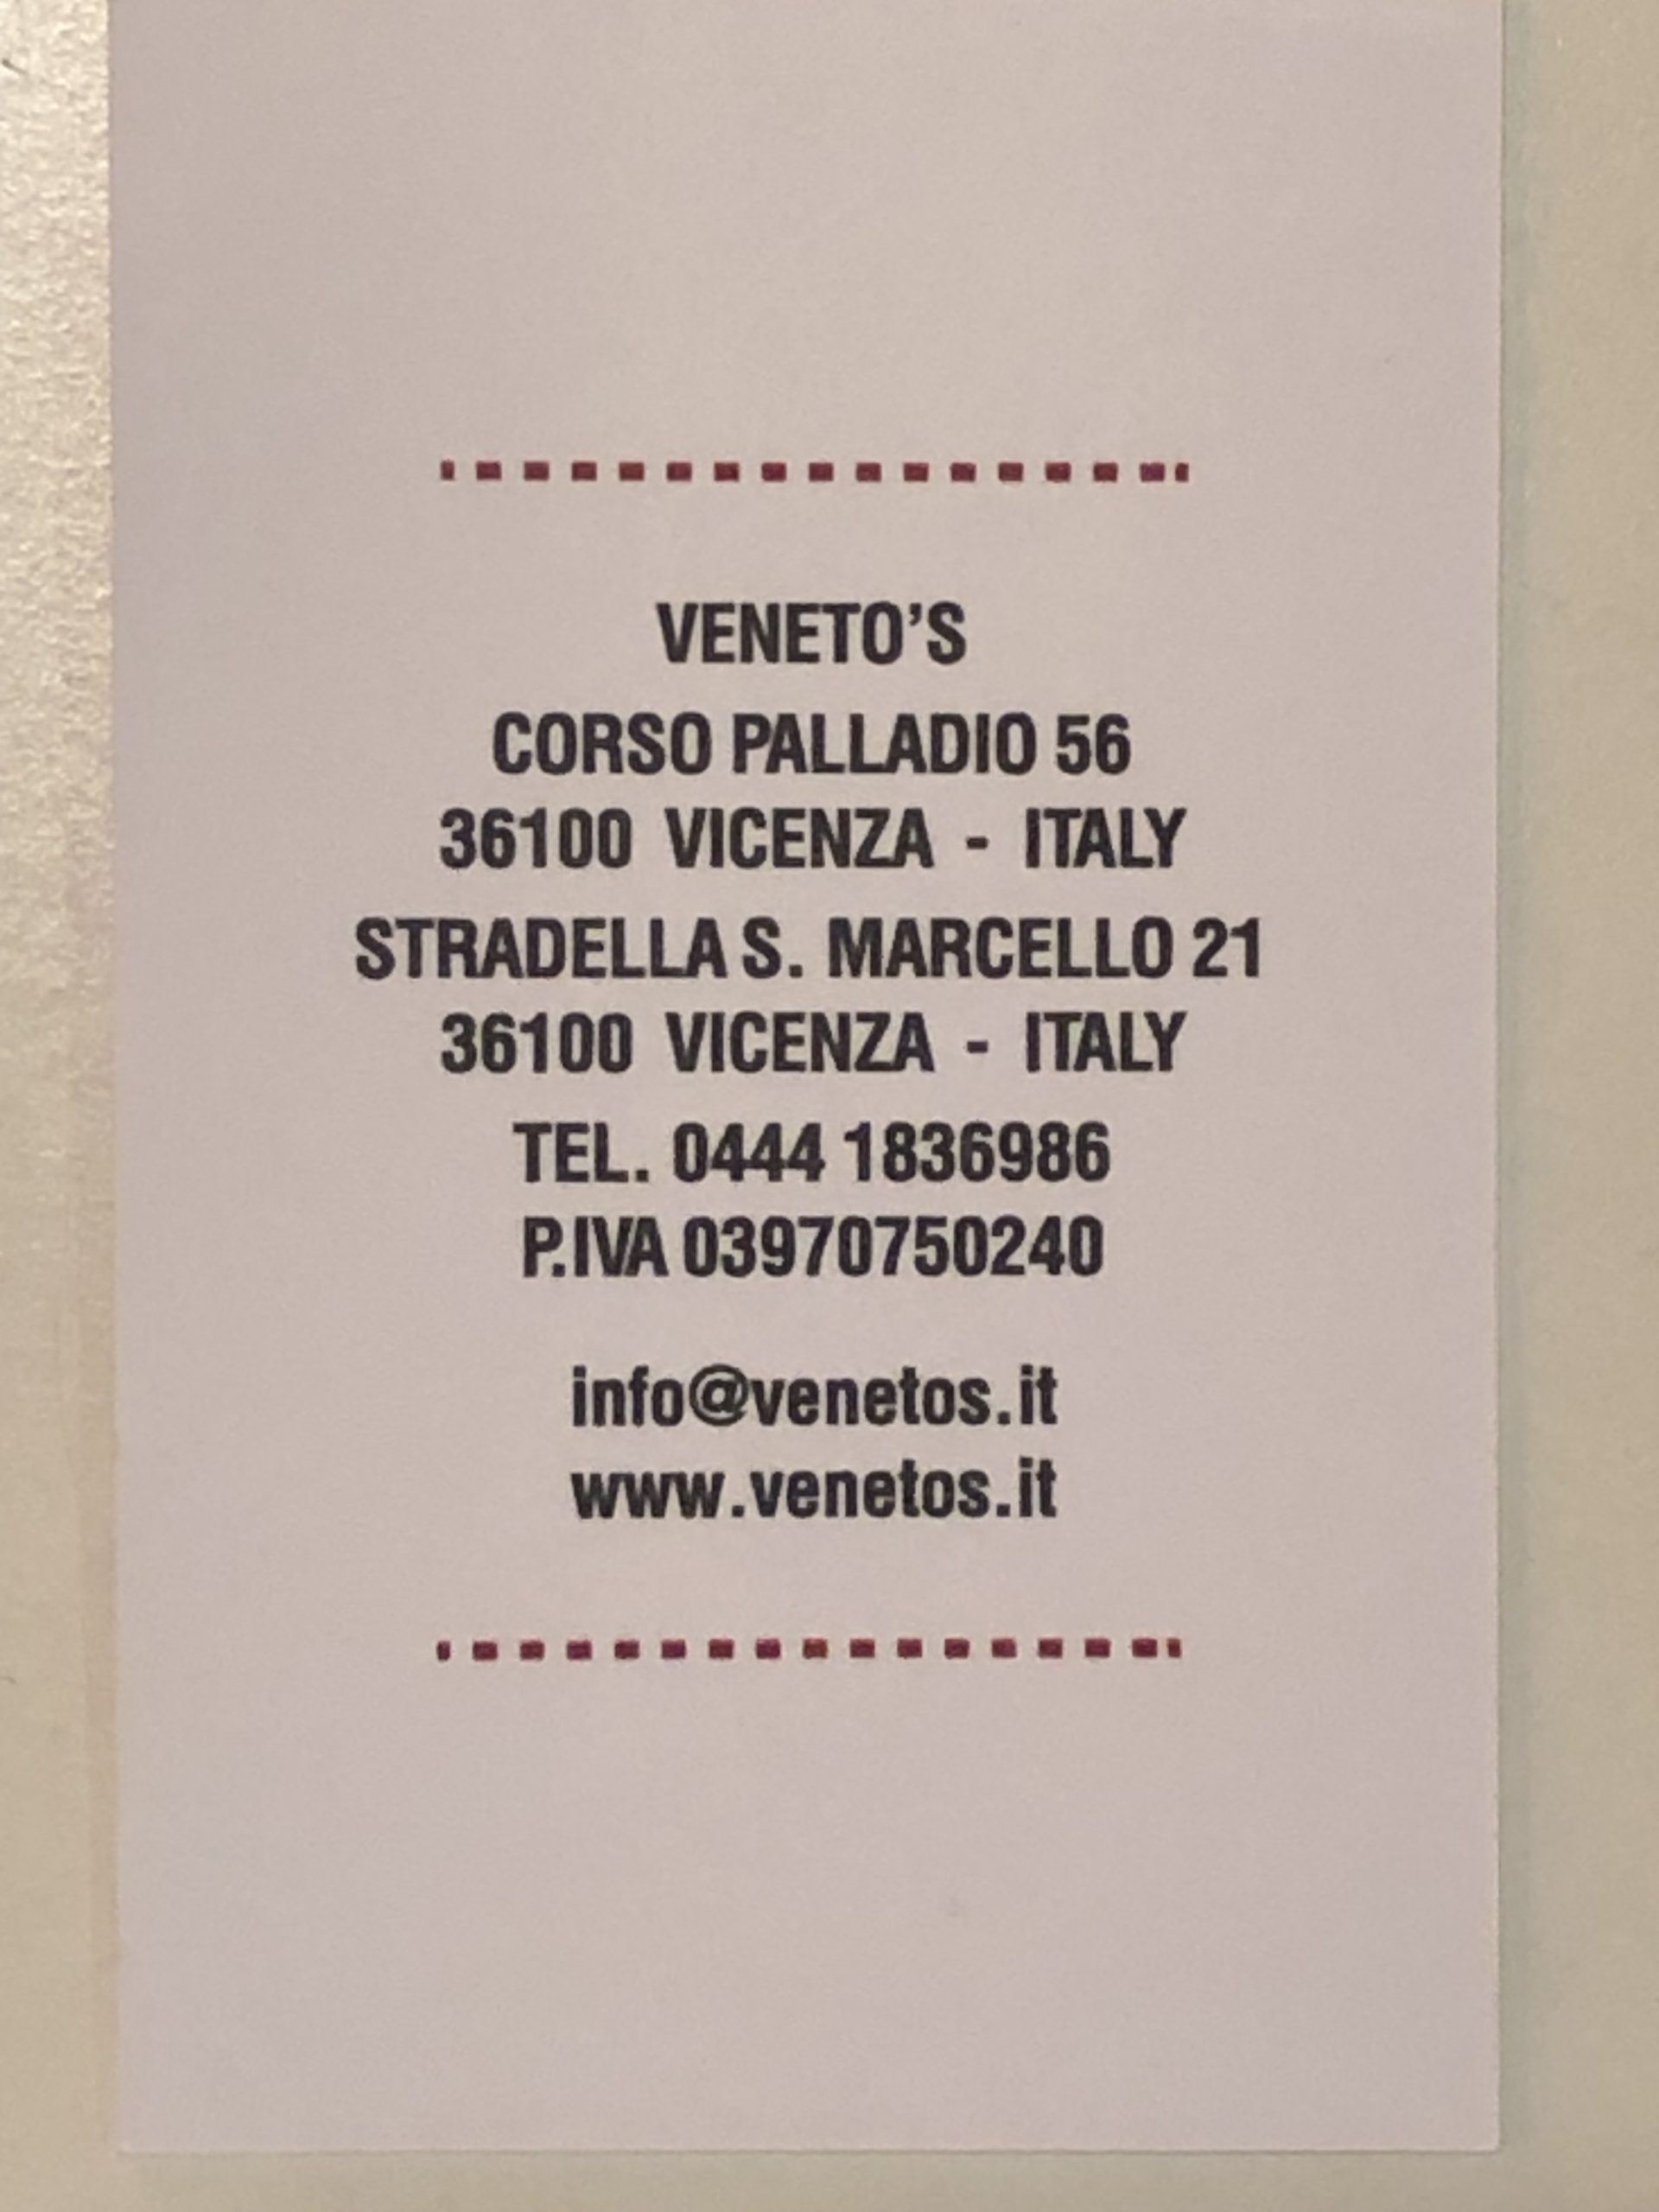 VENETO'S
CORSO PALLADIO 56
36100 VICENZA - ITALY
STRADELLA S. MARCELLO 21
36100 VICENZA - ITALY
TEL. 0444 1836986
P.IVA 03970750240
info@venetos.it
www.venetos.it